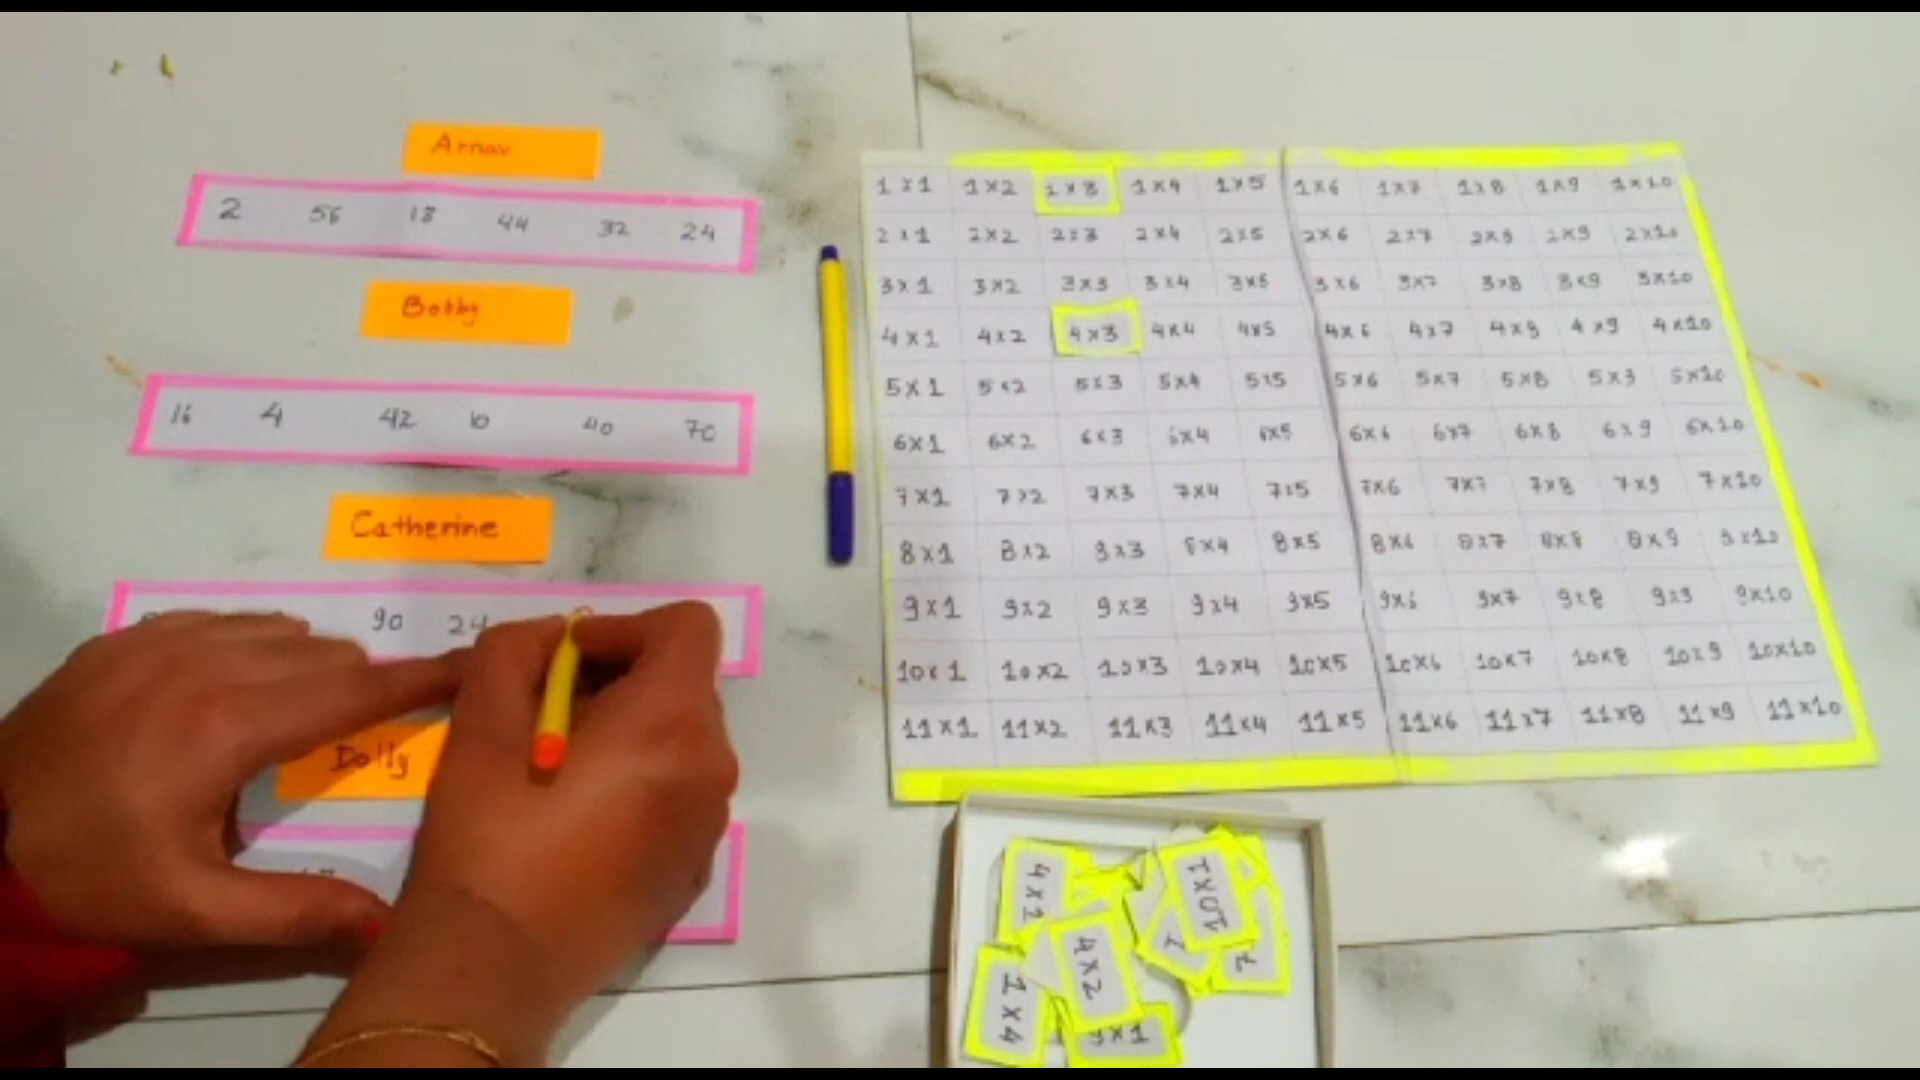 Arnav
2 56 18 44 32 24
Bobby
16 4 42 10 40 70
Catherine
90 24
Dolly
1x1 1x2 1x3 1x4 1x5 1x6 1x7 1x8 1x9 1x10
2x1 2x2 2x3 2x4 2x5 2x6 2x7 2x8 2x9 2x10
3x1 3x2 3x3 3x4 3x5 3x6 3x7 3x8 3x9 3x10
4x1 4x2 4x3 4x4 4x5 4x6 4x7 4x8 4x9 4x10
5x1 5x2 5x3 5x4 5x5 5x6 5x7 5x8 5x9 5x10
6x1 6x2 6x3 6x4 6x5 6x6 6x7 6x8 6x9 6x10
7x1 7x2 7x3 7x4 7x5 7x6 7x7 7x8 7x9 7x10
8x1 8x2 8x3 8x4 8x5 8x6 8x7 8x8 8x9 8x10
9x1 9x2 9x3 9x4 9x5 9x6 9x7 9x8 9x9 9x10
10x1 10x2 10x3 10x4 10x5 10x6 10x7 10x8 10x9 10x10
11x1 11x2 11x3 11x4 11x5 11x6 11x7 11x8 11x9 11x10
4x1
10x1
4x2
7
1x4
9x1